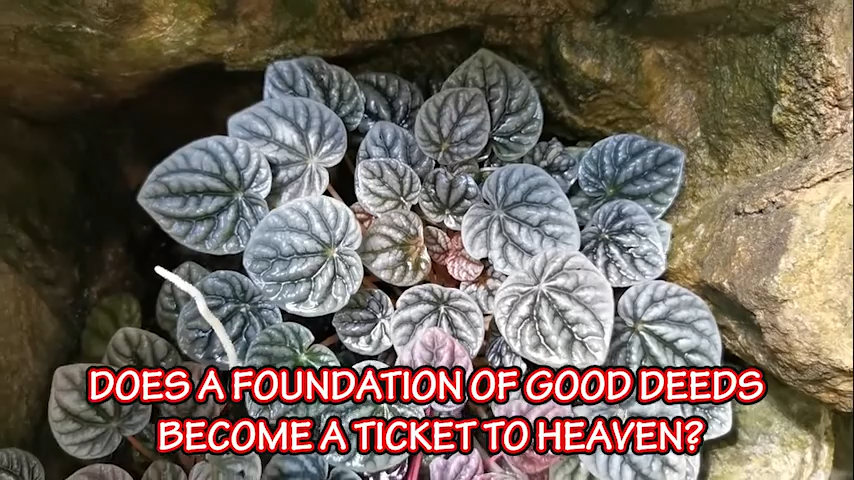 DOES A FOUNDATION OF GOOD DEEDS
BECOME A TICKET TO HEAVEN?